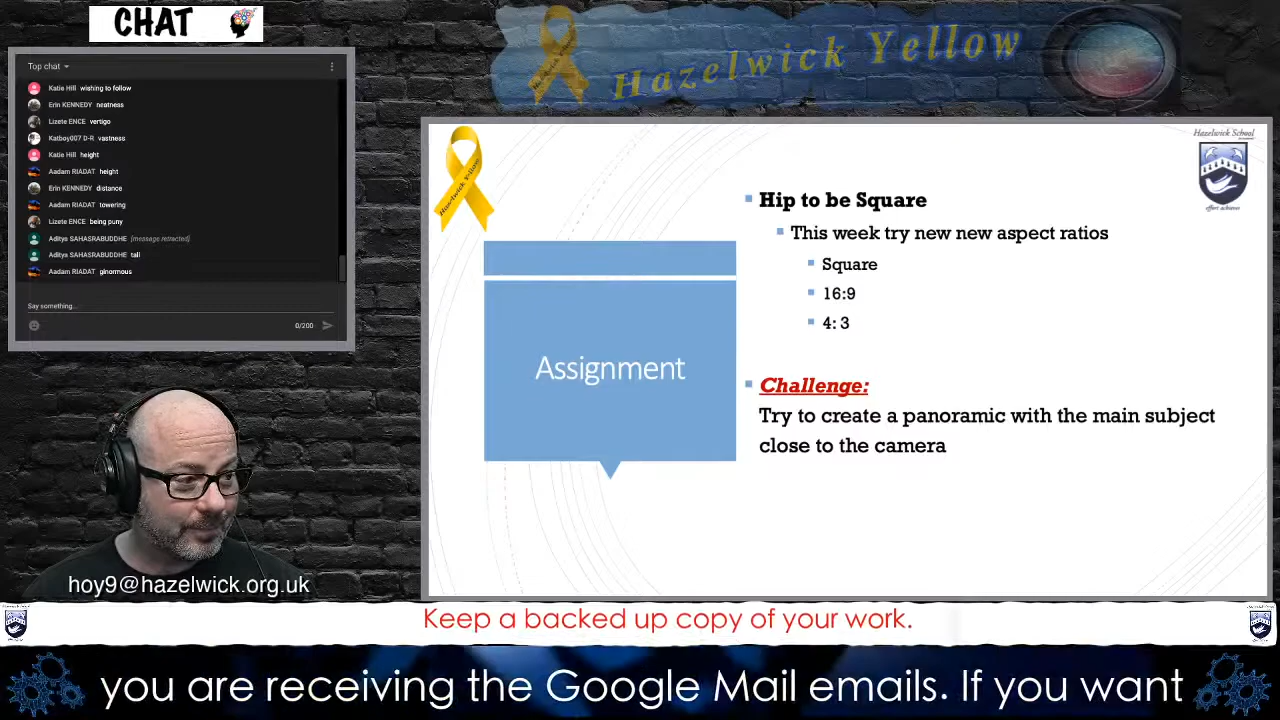 CHAT
Top chat
Katie Hill wishing to follow
Erin KENNEDY neatness
Lizete ENCE vertigo
Katboy007 D-R vastness
Katie Hill height
Aadam RIADAT height
Erin KENNEDY distance
Aadam RIADAT towering
Lizete ENCE being puny
Aditya SAHASRABUDDHE [message retracted]
Aditya SAHASRABUDDHE tall
Aadam RIADAT ginormous
Say something...
0/200
hoy9@hazelwick.org.uk
Hazelwick Yellow
Hazelwick Yellow
Hazelwick School
effort achieves
Assignment
Hip to be Square
This week try new new aspect ratios
Square
16:9
4: 3
Challenge:
Try to create a panoramic with the main subject
close to the camera
Keep a backed up copy of your work.
you are receiving the Google Mail emails. If you want